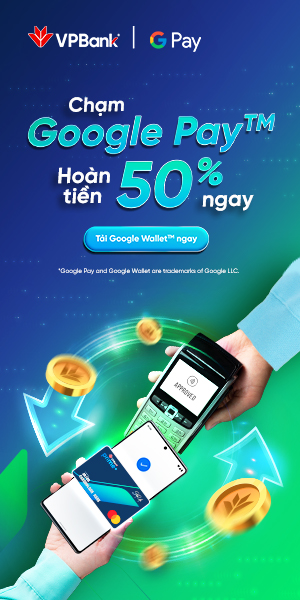 VPBank
G Pay
Chạm
Google Pay™
Hoàn
tiền
50%
ngay
Tải Google Wallet™ ngay
*Google Pay and Google Wallet are trademarks of Google LLC.
APPROVED